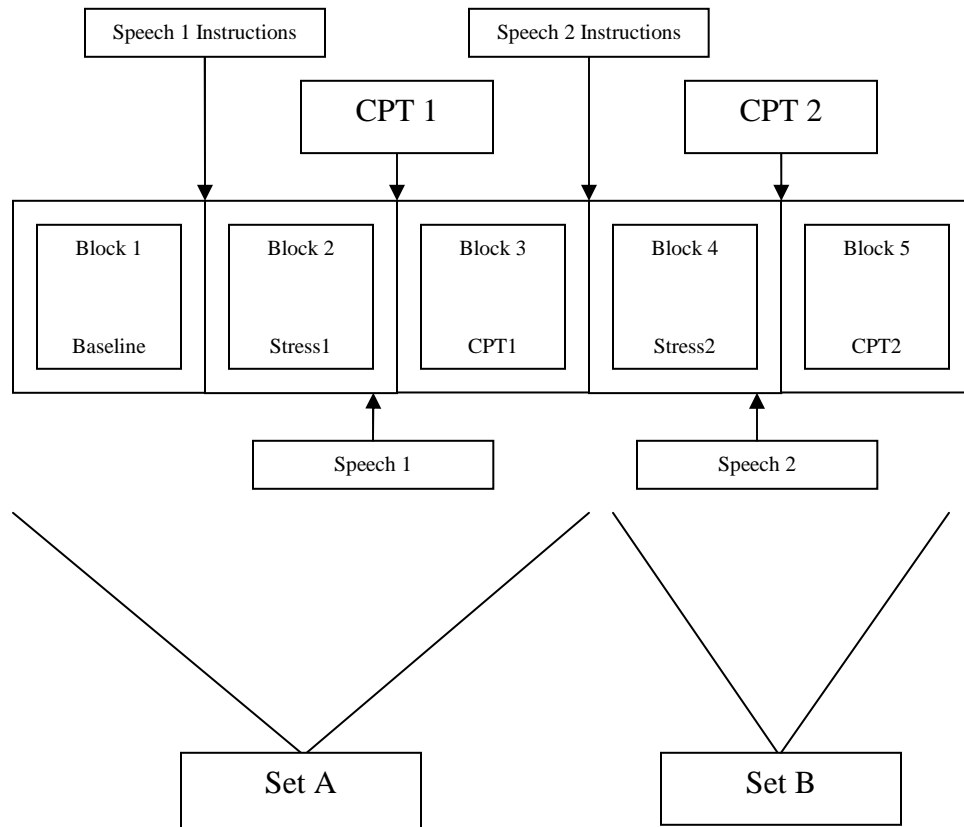 Speech 1 Instructions
Speech 2 Instructions
CPT 1
CPT 2
Block 1
Baseline
Block 2
Stress1
Block 3
CPT1
Block 4
Stress2
Block 5
CPT2
Speech 1
Speech 2
Set A
Set B